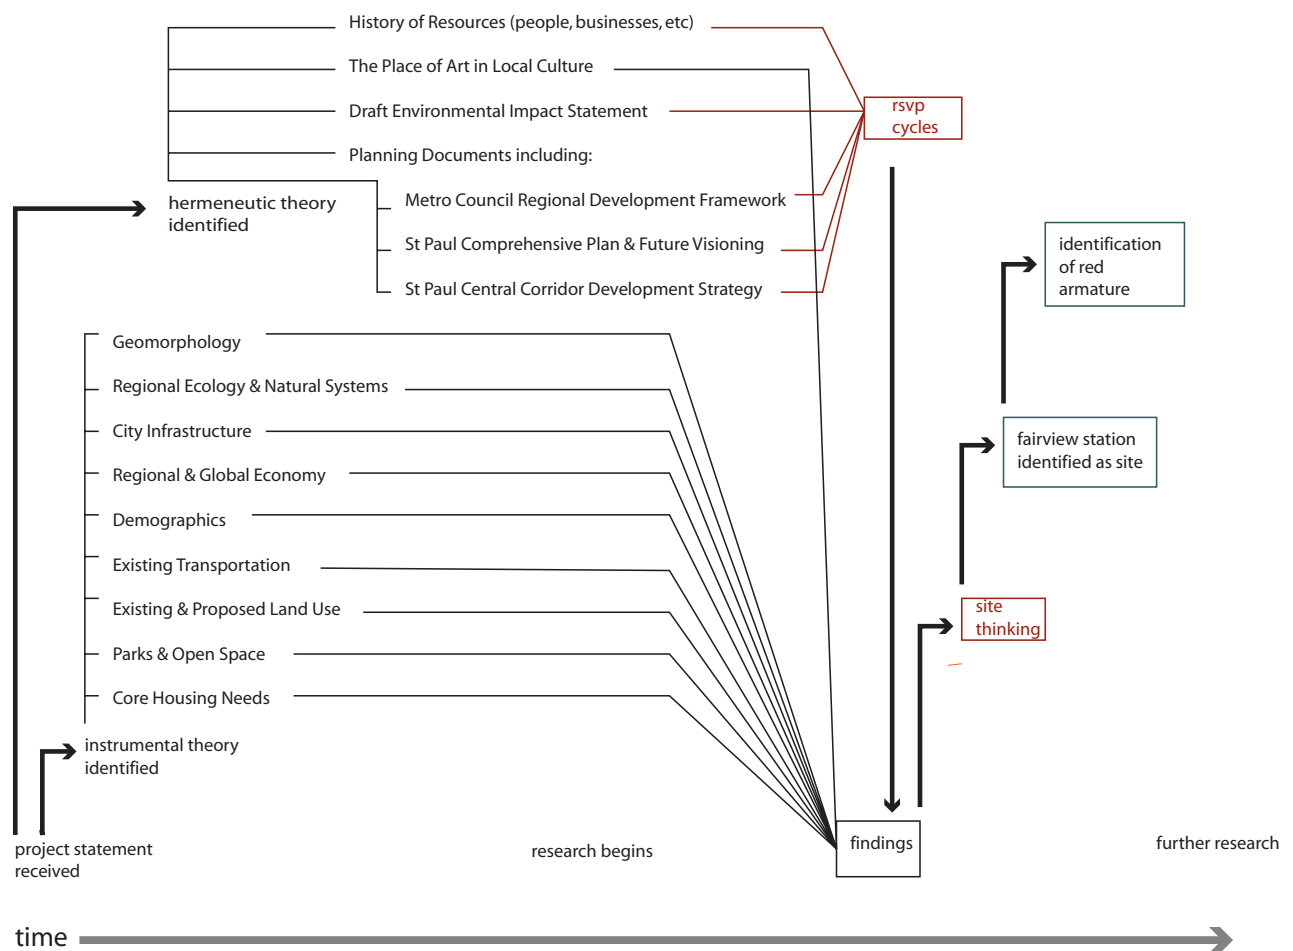 History of Resources (people, businesses, etc)
The Place of Art in Local Culture
Draft Environmental Impact Statement
Planning Documents including:
Metro Council Regional Development Framework
St Paul Comprehensive Plan & Future Visioning
St Paul Central Corridor Development Strategy
hermeneutic theory
identified
rsvp
cycles
identification
of red
armature
fairview station
identified as site
site
thinking
Geomorphology
Regional Ecology & Natural Systems
City Infrastructure
Regional & Global Economy
Demographics
Existing Transportation
Existing & Proposed Land Use
Parks & Open Space
Core Housing Needs
instrumental theory
identified
project statement
received
research begins
findings
further research
time